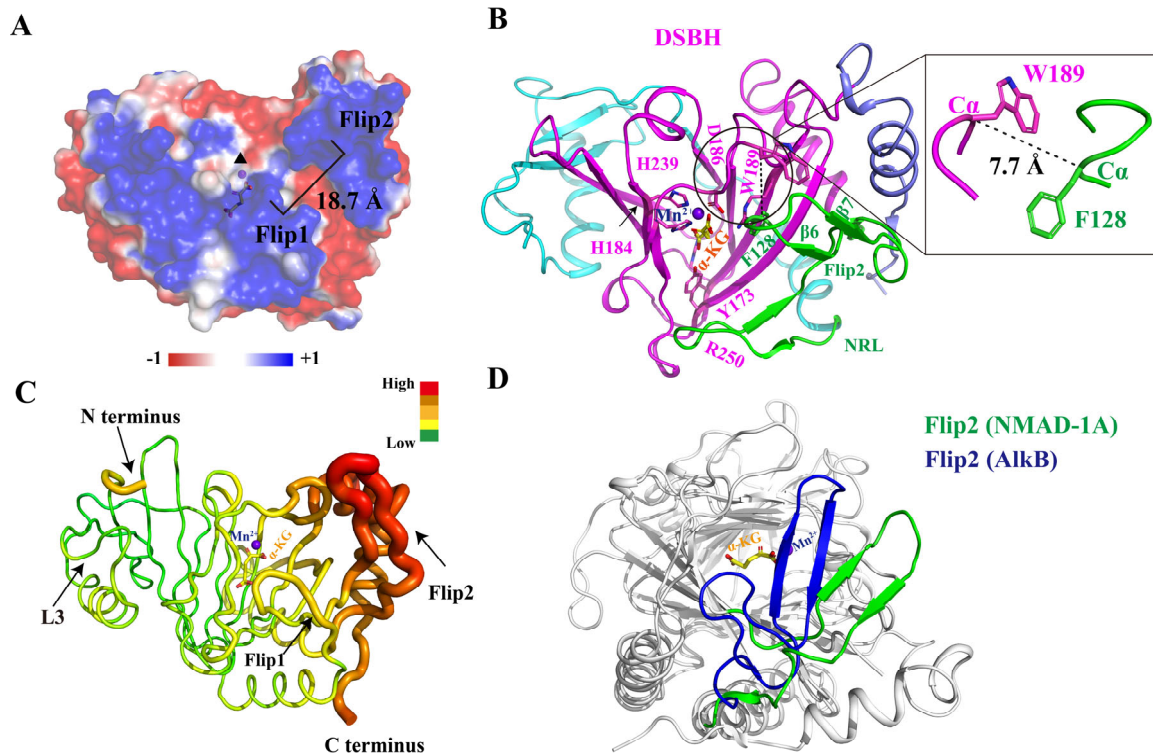 A
Flip2
18.7 Å
Flip1
-1
+1
B
DSBH
D186
H239
W189
Mn²⁺
β7
β6
F128
H184
α-KG
Flip2
Y173
NRL
R250
W189
Cα
7.7 Å
Cα
F128
C
High
Low
N terminus
Mn²⁺
α-KG
L3
Flip2
Flip1
C terminus
D
Flip2 (NMAD-1A)
Flip2 (AlkB)
α-KG
Mn²⁺